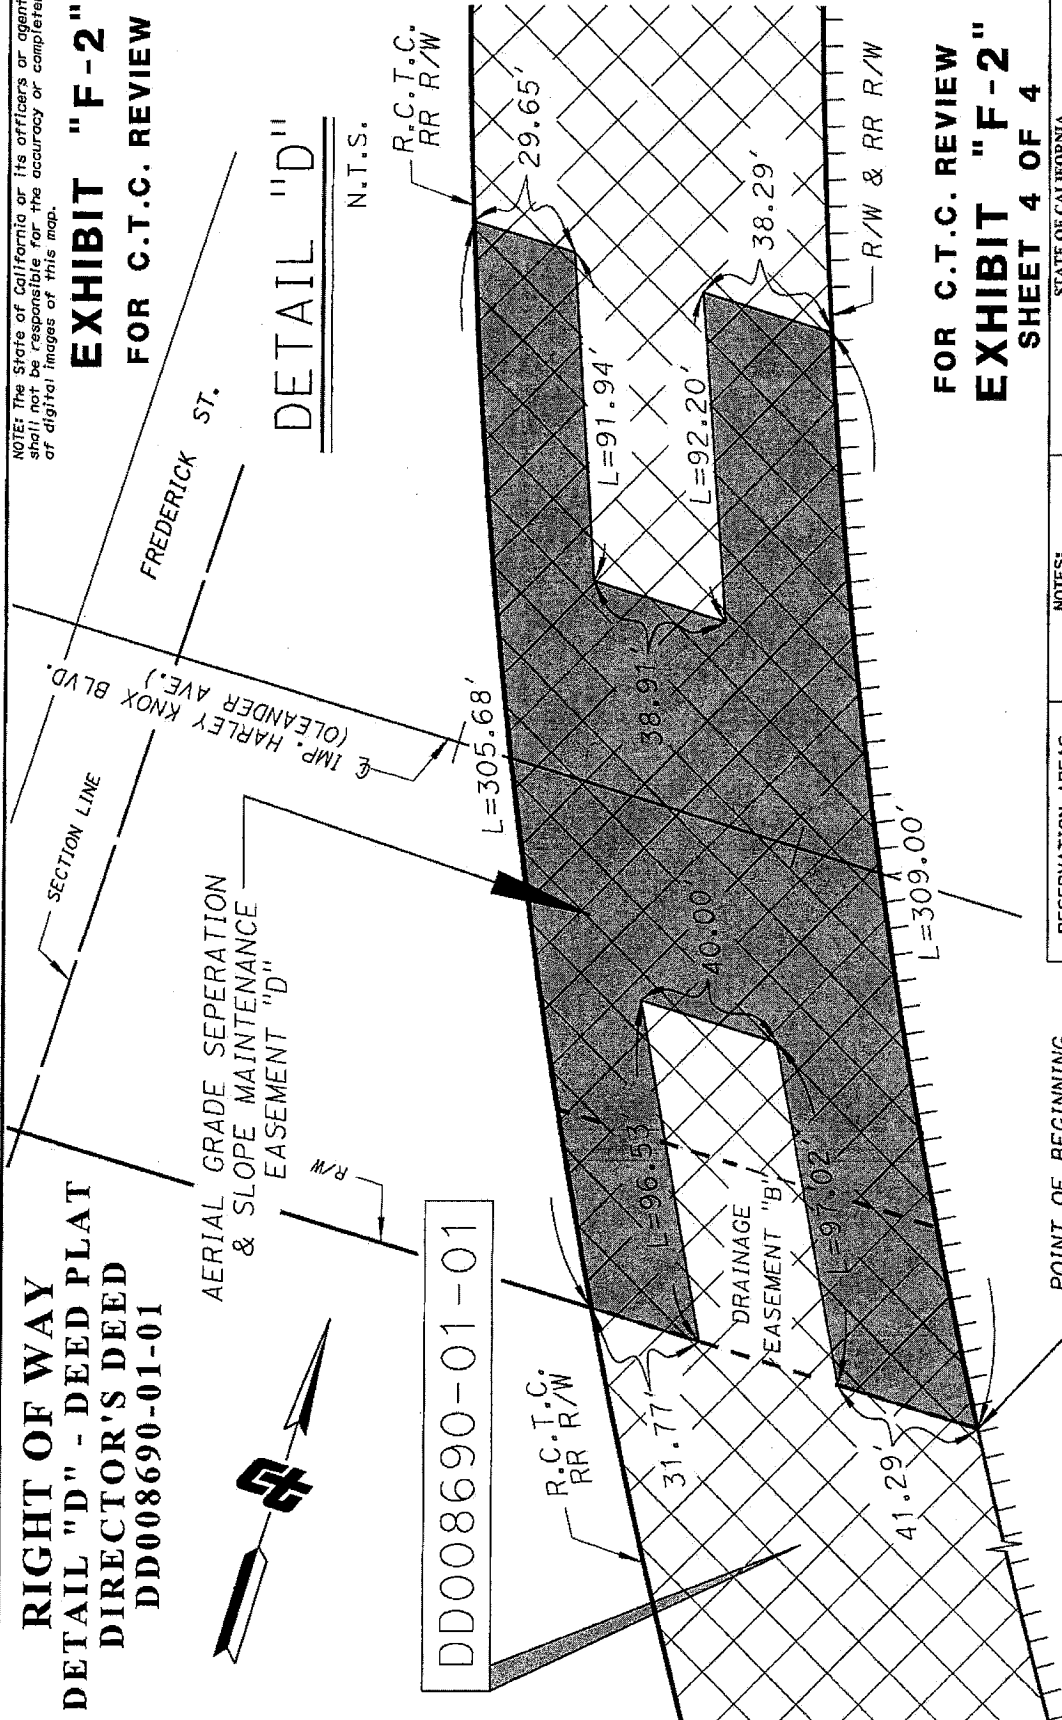 RIGHT OF WAY
DETAIL "D" - DEED PLAT
DIRECTOR'S DEED
DD008690-01-01
NOTE: The State of California or its officers or agent
shall not be responsible for the accuracy or complete
of digital images of this map.
EXHIBIT "F-2"
FOR C.T.C. REVIEW
SECTION LINE
FREDERICK ST.
DETAIL "D"
N.T.S.
℄ IMP. HARLEY KNOX BLVD.
(OLEANDER AVE.)
AERIAL GRADE SEPERATION
& SLOPE MAINTENANCE
EASEMENT "D"
R/W
ct
DD008690-01-01
R.C.T.C.
RR R/W
L=305.68'
R.C.T.C.
RR R/W
29.65'
L=91.94'
L=92.20'
38.91'
38.29'
R/W & RR R/W
40.00'
L=96.53'
DRAINAGE
EASEMENT "B"
L=97.02'
31.77'
41.29'
L=309.00'
FOR C.T.C. REVIEW
EXHIBIT "F-2"
SHEET 4 OF 4
POINT OF BEGINNING
RESERVATION AREAS
NOTES:
STATE OF CALIFORNIA